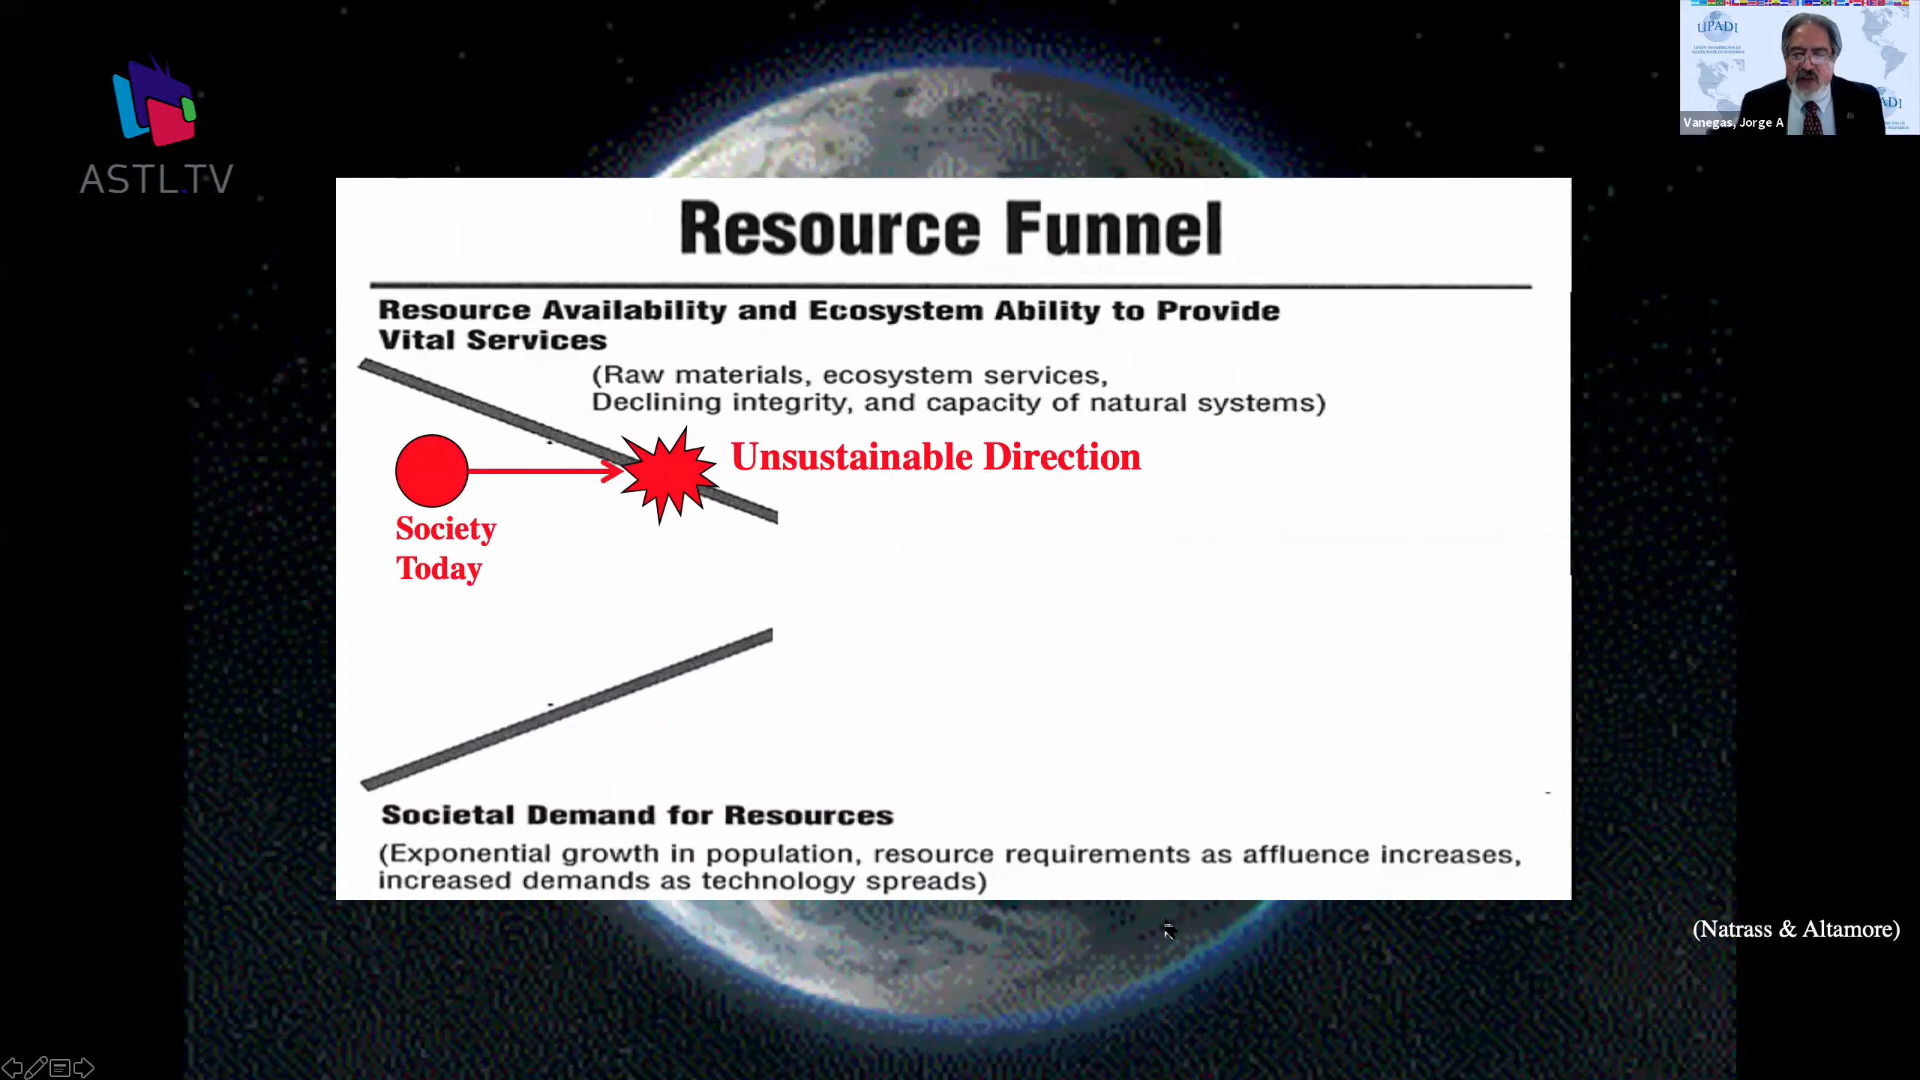 ASTL.TV
UPADI
Vanegas, Jorge A
Resource Funnel
Resource Availability and Ecosystem Ability to Provide
Vital Services
(Raw materials, ecosystem services,
Declining integrity, and capacity of natural systems)
Unsustainable Direction
Society
Today
Societal Demand for Resources
(Exponential growth in population, resource requirements as affluence increases,
increased demands as technology spreads)
(Natrass & Altamore)